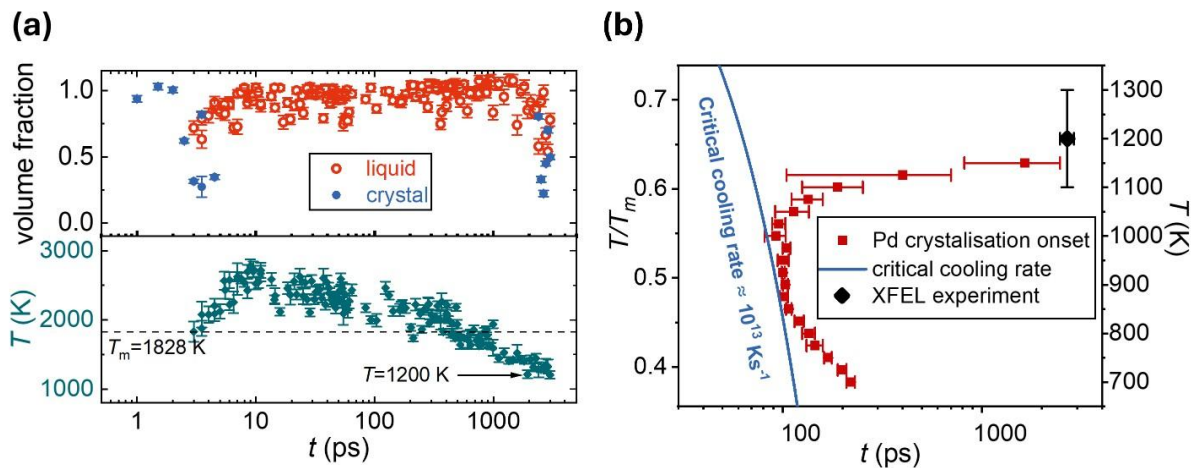 (a)
volume fraction
1.0
0.5
0.0
liquid
crystal
T (K)
3000
2000
1000
Tm=1828 K
T=1200 K
1 10 100 1000
t (ps)
(b)
T/Tm
0.7
0.6
0.5
0.4
Critical cooling rate ≈ 10¹³ Ks⁻¹
Pd crystalisation onset
critical cooling rate
XFEL experiment
1300
1200
1100
1000
900
800
700
T (K)
100 1000
t (ps)